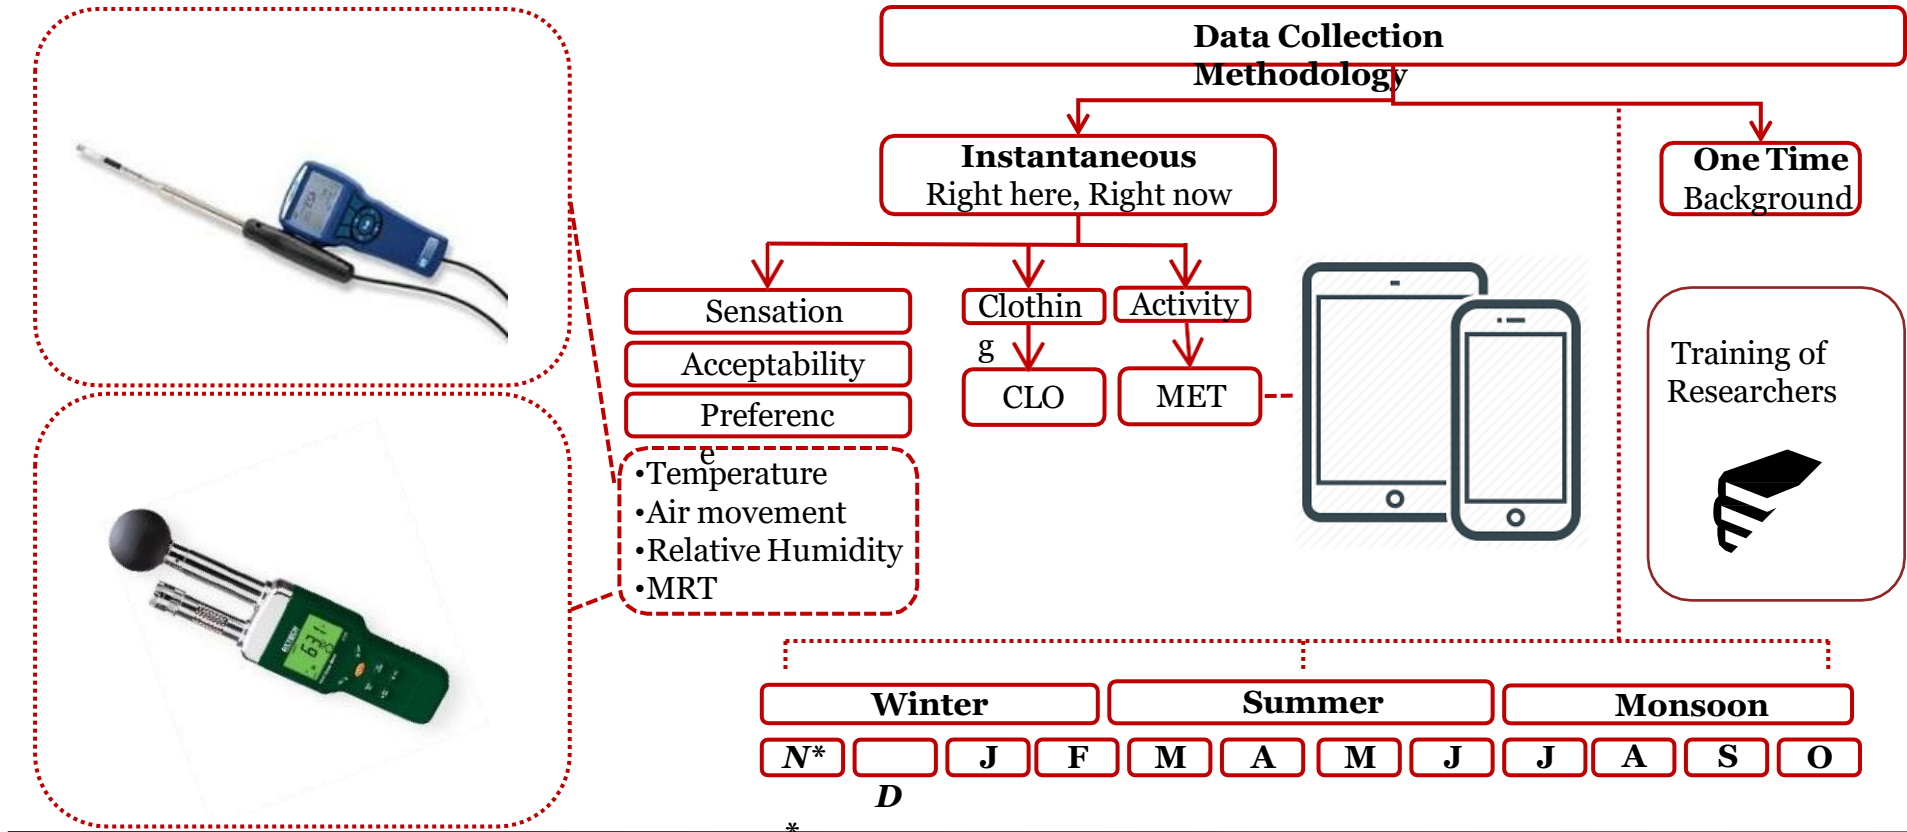 Data Collection
Methodology
Instantaneous
Right here, Right now
One Time
Background
Sensation
Acceptability
Preferenc
e
Clothin
g
Activity
CLO
MET
•Temperature
•Air movement
•Relative Humidity
•MRT
Training of
Researchers
Winter
Summer
Monsoon
N*
D
*
J
F
M
A
M
J
J
A
S
O